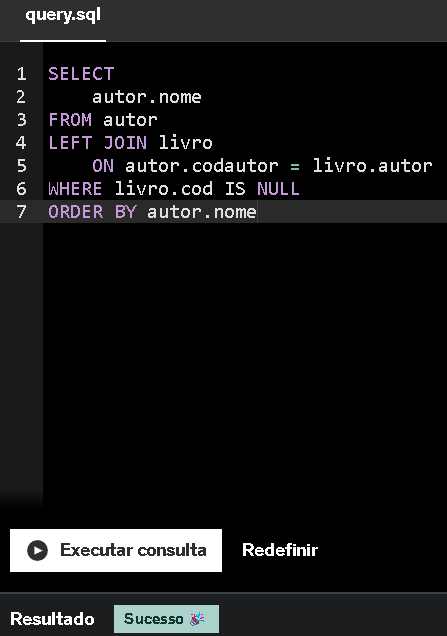 query.sql
1 SELECT
2 autor.nome
3 FROM autor
4 LEFT JOIN livro
5 ON autor.codautor = livro.autor
6 WHERE livro.cod IS NULL
7 ORDER BY autor.nome
Executar consulta Redefinir
Resultado Sucesso 🎉